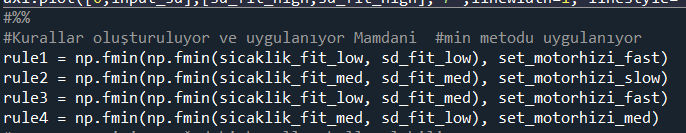 #%%
#Kurallar oluşturuluyor ve uygulanıyor Mamdani  #min metodu uygulanıyor
rule1 = np.fmin(np.fmin(sicaklik_fit_low, sd_fit_low), set_motorhizi_fast)
rule2 = np.fmin(np.fmin(sicaklik_fit_med, sd_fit_med), set_motorhizi_slow)
rule3 = np.fmin(np.fmin(sicaklik_fit_low, sd_fit_med), set_motorhizi_fast)
rule4 = np.fmin(np.fmin(sicaklik_fit_med, sd_fit_low), set_motorhizi_med)